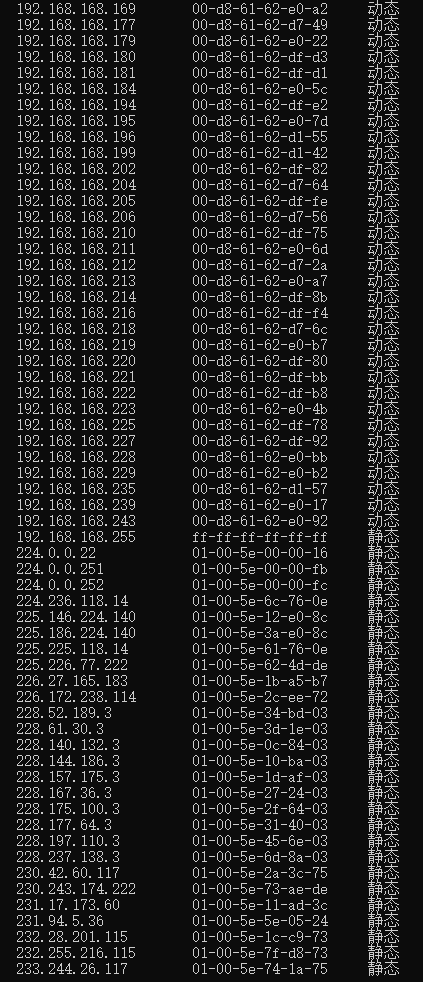 192.168.168.169 00-d8-61-62-e0-a2 动态
192.168.168.177 00-d8-61-62-d7-49 动态
192.168.168.179 00-d8-61-62-e0-22 动态
192.168.168.180 00-d8-61-62-df-d3 动态
192.168.168.181 00-d8-61-62-df-d1 动态
192.168.168.184 00-d8-61-62-e0-5c 动态
192.168.168.194 00-d8-61-62-df-e2 动态
192.168.168.195 00-d8-61-62-e0-7d 动态
192.168.168.196 00-d8-61-62-d1-55 动态
192.168.168.199 00-d8-61-62-d1-42 动态
192.168.168.202 00-d8-61-62-df-82 动态
192.168.168.204 00-d8-61-62-d7-64 动态
192.168.168.205 00-d8-61-62-df-fe 动态
192.168.168.206 00-d8-61-62-d7-56 动态
192.168.168.210 00-d8-61-62-df-75 动态
192.168.168.211 00-d8-61-62-e0-6d 动态
192.168.168.212 00-d8-61-62-d7-2a 动态
192.168.168.213 00-d8-61-62-e0-a7 动态
192.168.168.214 00-d8-61-62-df-8b 动态
192.168.168.216 00-d8-61-62-df-f4 动态
192.168.168.218 00-d8-61-62-d7-6c 动态
192.168.168.219 00-d8-61-62-e0-b7 动态
192.168.168.220 00-d8-61-62-df-80 动态
192.168.168.221 00-d8-61-62-df-bb 动态
192.168.168.222 00-d8-61-62-df-b8 动态
192.168.168.223 00-d8-61-62-e0-4b 动态
192.168.168.225 00-d8-61-62-df-78 动态
192.168.168.227 00-d8-61-62-df-92 动态
192.168.168.228 00-d8-61-62-e0-bb 动态
192.168.168.229 00-d8-61-62-e0-b2 动态
192.168.168.235 00-d8-61-62-d1-57 动态
192.168.168.239 00-d8-61-62-e0-17 动态
192.168.168.243 00-d8-61-62-e0-92 动态
192.168.168.255 ff-ff-ff-ff-ff-ff 静态
224.0.0.22 01-00-5e-00-00-16 静态
224.0.0.251 01-00-5e-00-00-fb 静态
224.0.0.252 01-00-5e-00-00-fc 静态
224.236.118.14 01-00-5e-6c-76-0e 静态
225.146.224.140 01-00-5e-12-e0-8c 静态
225.186.224.140 01-00-5e-3a-e0-8c 静态
225.225.118.14 01-00-5e-61-76-0e 静态
225.226.77.222 01-00-5e-62-4d-de 静态
226.27.165.183 01-00-5e-1b-a5-b7 静态
226.172.238.114 01-00-5e-2c-ee-72 静态
228.52.189.3 01-00-5e-34-bd-03 静态
228.61.30.3 01-00-5e-3d-1e-03 静态
228.140.132.3 01-00-5e-0c-84-03 静态
228.144.186.3 01-00-5e-10-ba-03 静态
228.157.175.3 01-00-5e-1d-af-03 静态
228.167.36.3 01-00-5e-27-24-03 静态
228.175.100.3 01-00-5e-2f-64-03 静态
228.177.64.3 01-00-5e-31-40-03 静态
228.197.110.3 01-00-5e-45-6e-03 静态
228.237.138.3 01-00-5e-6d-8a-03 静态
230.42.60.117 01-00-5e-2a-3c-75 静态
230.243.174.222 01-00-5e-73-ae-de 静态
231.17.173.60 01-00-5e-11-ad-3c 静态
231.94.5.36 01-00-5e-5e-05-24 静态
232.28.201.115 01-00-5e-1c-c9-73 静态
232.255.216.115 01-00-5e-7f-d8-73 静态
233.244.26.117 01-00-5e-74-1a-75 静态